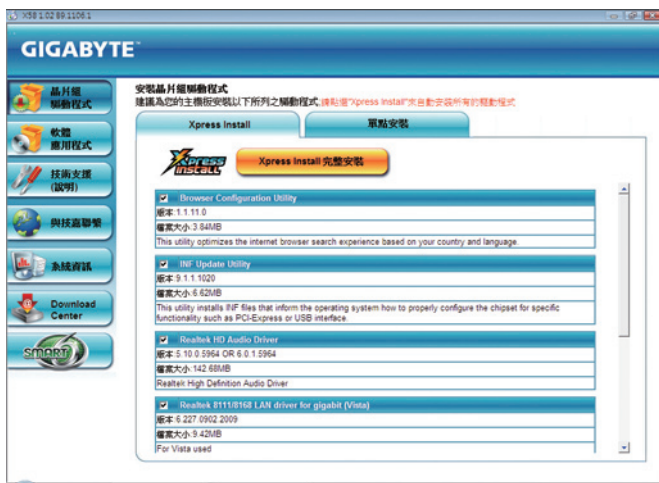 X58 1.02 B9.1106.1
GIGABYTE™
晶片組
驅動程式
軟體
應用程式
技術支援
(說明)
與技嘉聯繫
系統資訊
Download
Center
SMART 6
安裝晶片組驅動程式
建議為您的主機板安裝以下所列之驅動程式,請點選"Xpress Install"來自動安裝所有的驅動程式
Xpress Install
單點安裝
Xpress
INSTALL
Xpress Install 完整安裝
Browser Configuration Utility
版本:1.1.11.0
檔案大小:3.84MB
This utility optimizes the internet browser search experience based on your country and language.
INF Update Utility
版本:9.1.1.1020
檔案大小:6.62MB
This utility installs INF files that inform the operating system how to properly configure the chipset for specific
functionality such as PCI-Express or USB interface.
Realtek HD Audio Driver
版本:5.10.0.5964 OR 6.0.1.5964
檔案大小:142.68MB
Realtek High Definition Audio Driver
Realtek 8111/8168 LAN driver for gigabit (Vista)
版本:6.227.0902.2009
檔案大小:9.42MB
For Vista used